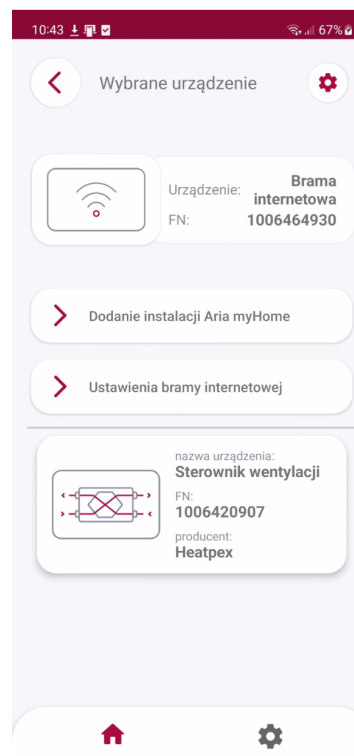 10:43
67%
Wybrane urządzenie
Urządzenie:
Brama
internetowa
FN:
1006464930
Dodanie instalacji Aria myHome
Ustawienia bramy internetowej
nazwa urządzenia:
Sterownik wentylacji
FN:
1006420907
producent:
Heatpex